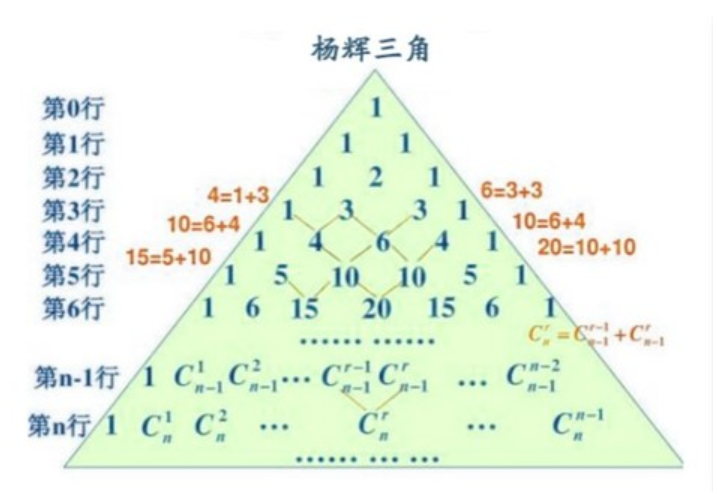 杨辉三角
第0行 1
第1行 1 1
第2行 1 2 1
4=1+3 6=3+3
第3行 1 3 3 1
10=6+4 10=6+4
第4行 1 4 6 4 1
15=5+10 20=10+10
第5行 1 5 10 10 5 1
第6行 1 6 15 20 15 6 1
C_n^r = C_{n-1}^{r-1} + C_{n-1}^r
…… ……
第n-1行 1 C_{n-1}^1 C_{n-1}^2 … C_{n-1}^{r-1} C_{n-1}^r … C_{n-1}^{n-2}
第n行 1 C_n^1 C_n^2 … C_n^r … C_n^{n-1}
…… … …